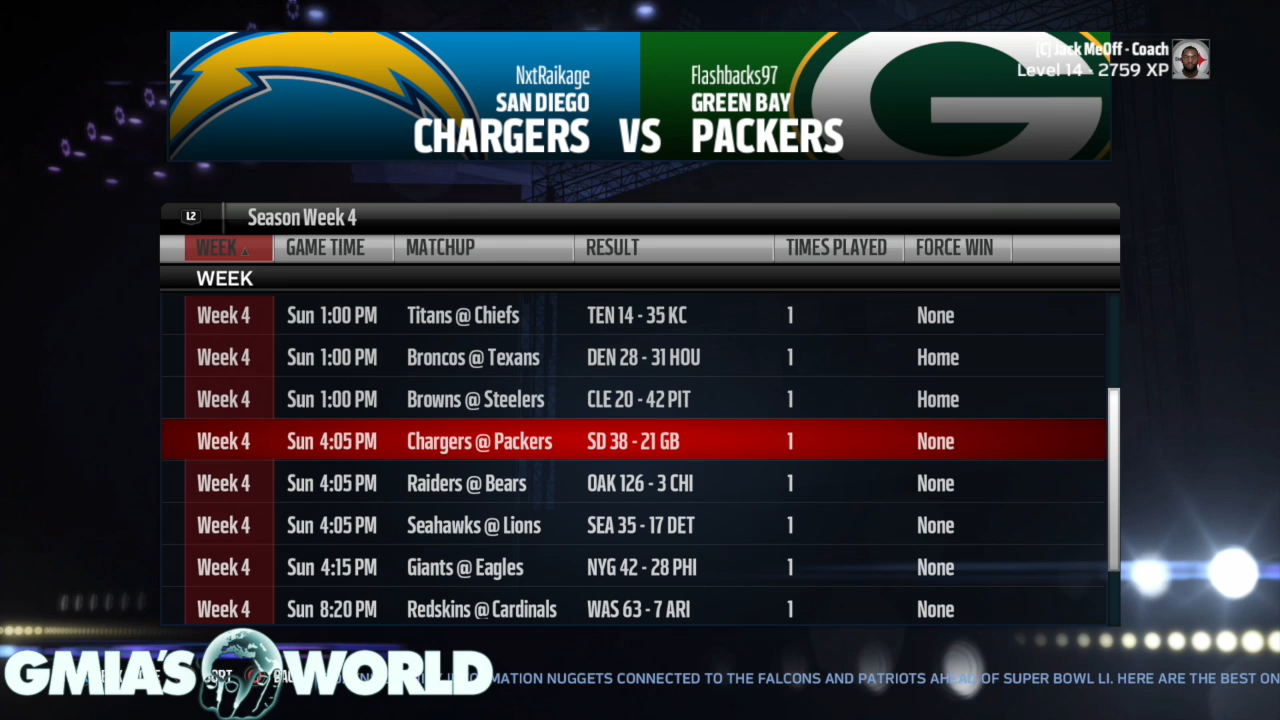 [C] Jack MeOff - Coach
Level 14 - 2759 XP
NxtRaikage
SAN DIEGO
CHARGERS
VS
Flashbacks97
GREEN BAY
PACKERS
L2 Season Week 4
WEEK GAME TIME MATCHUP RESULT TIMES PLAYED FORCE WIN
WEEK
Week 4 Sun 1:00 PM Titans @ Chiefs TEN 14 - 35 KC 1 None
Week 4 Sun 1:00 PM Broncos @ Texans DEN 28 - 31 HOU 1 Home
Week 4 Sun 1:00 PM Browns @ Steelers CLE 20 - 42 PIT 1 Home
Week 4 Sun 4:05 PM Chargers @ Packers SD 38 - 21 GB 1 None
Week 4 Sun 4:05 PM Raiders @ Bears OAK 126 - 3 CHI 1 None
Week 4 Sun 4:05 PM Seahawks @ Lions SEA 35 - 17 DET 1 None
Week 4 Sun 4:15 PM Giants @ Eagles NYG 42 - 28 PHI 1 None
Week 4 Sun 8:20 PM Redskins @ Cardinals WAS 63 - 7 ARI 1 None
GMIA'S WORLD
NUGGETS CONNECTED TO THE FALCONS AND PATRIOTS AHEAD OF SUPER BOWL LI. HERE ARE THE BEST ON